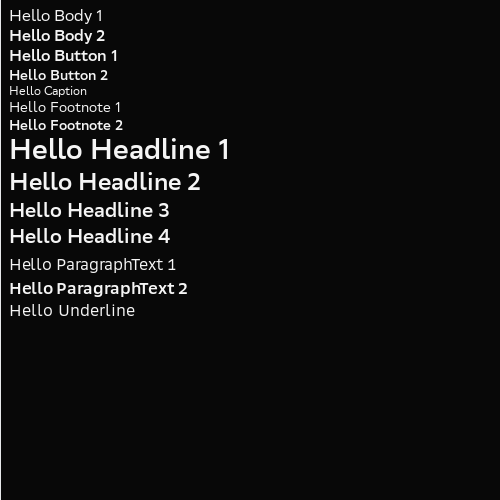 Hello Body 1
Hello Body 2
Hello Button 1
Hello Button 2
Hello Caption
Hello Footnote 1
Hello Footnote 2
Hello Headline 1
Hello Headline 2
Hello Headline 3
Hello Headline 4
Hello ParagraphText 1
Hello ParagraphText 2
Hello Underline